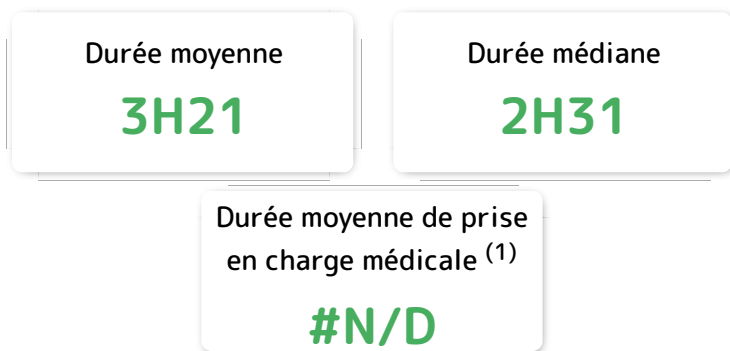 Durée moyenne
3H21
Durée médiane
2H31
Durée moyenne de prise
en charge médicale (1)
#N/D